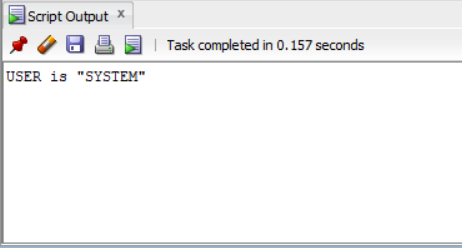 Script Output x
Task completed in 0.157 seconds
USER is "SYSTEM"